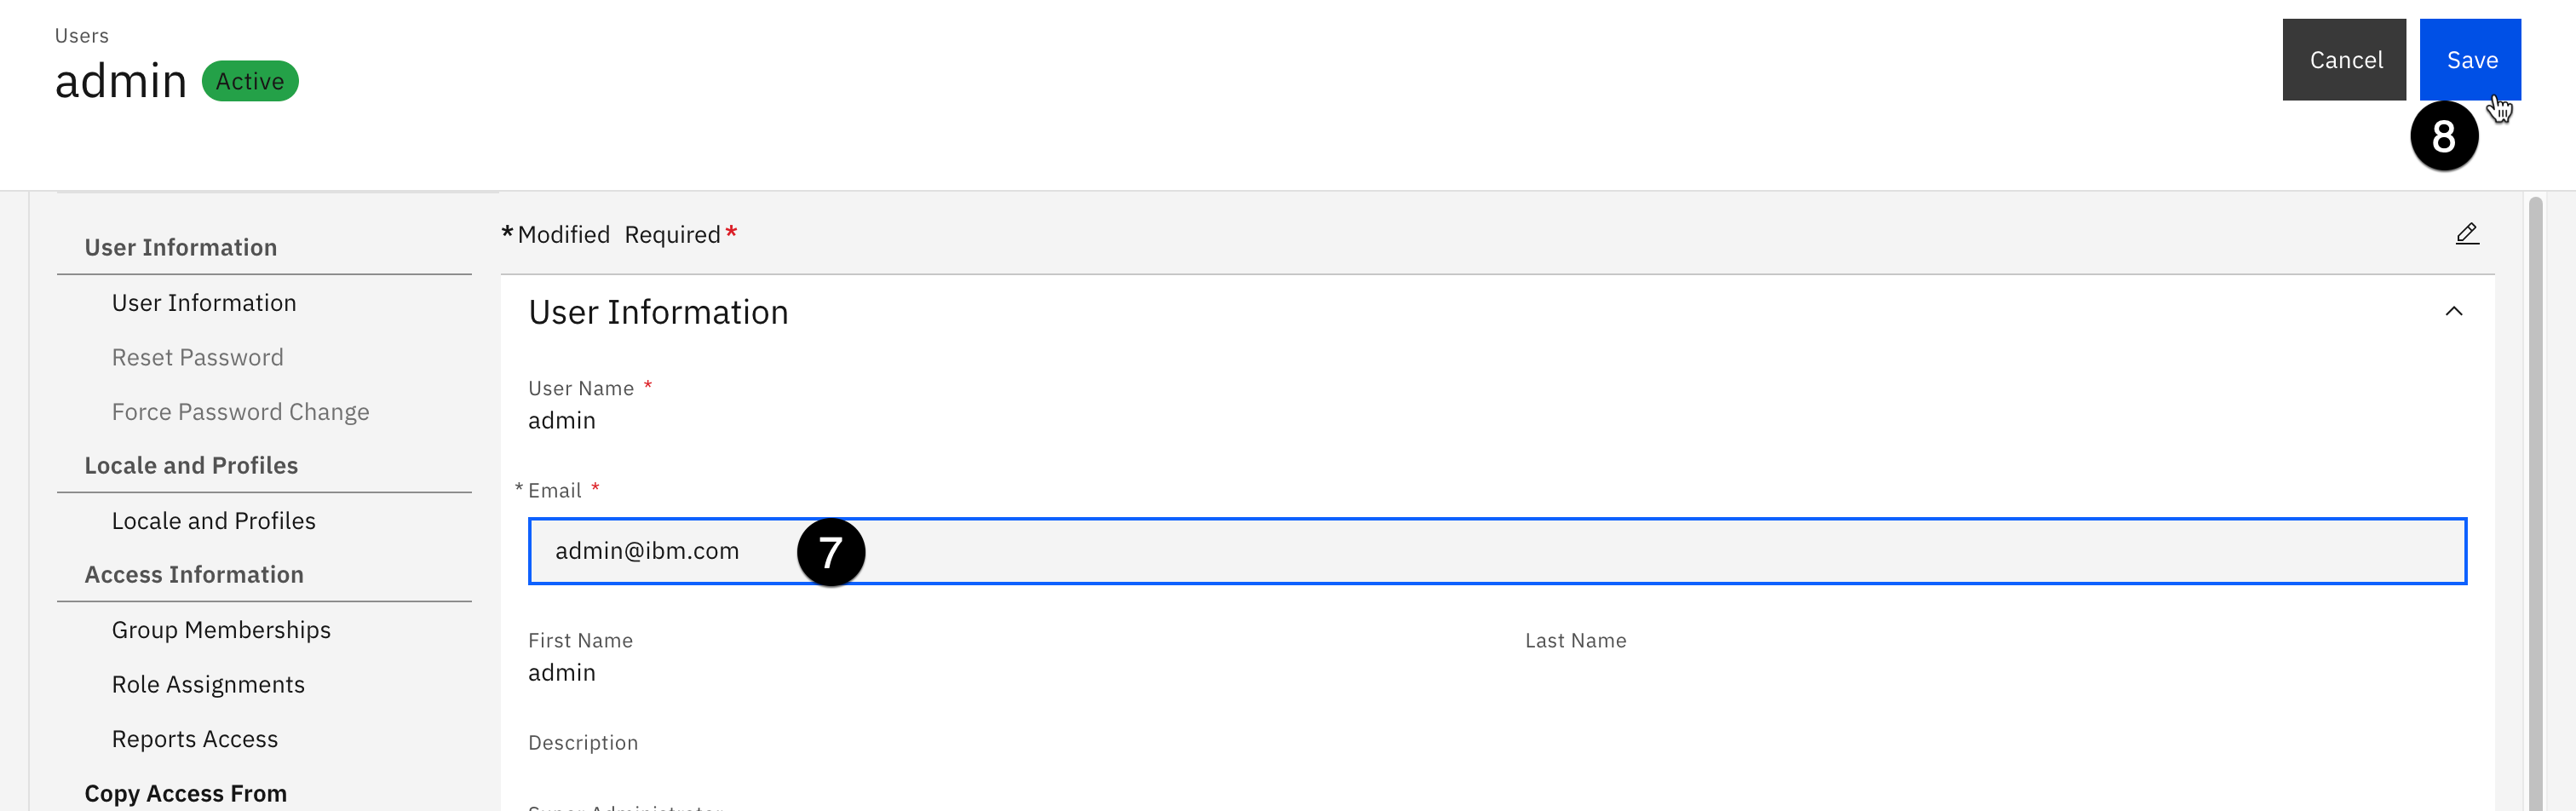 Users
admin Active
Cancel Save
8
* Modified Required *
User Information
User Information
Reset Password
Force Password Change
Locale and Profiles
Locale and Profiles
Access Information
Group Memberships
Role Assignments
Reports Access
Copy Access From
User Information
User Name *
admin
* Email *
admin@ibm.com 7
First Name
admin
Last Name
Description
Super Administrator